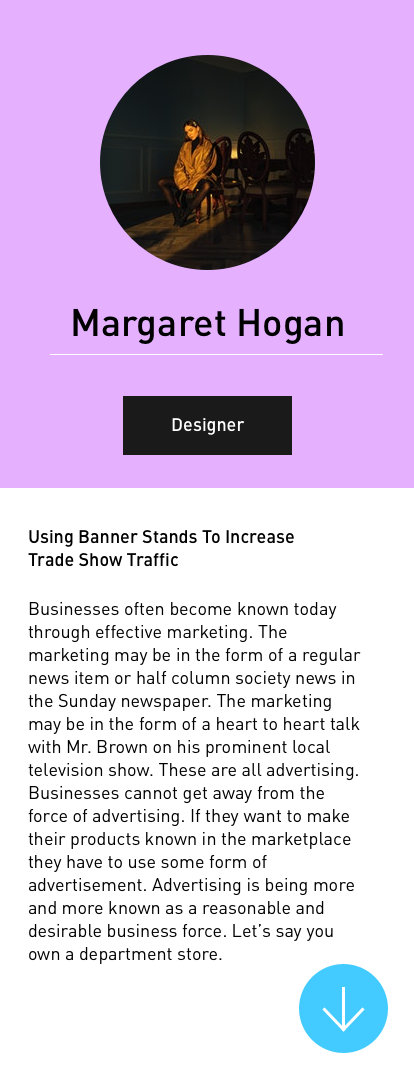 Margaret Hogan
Designer
Using Banner Stands To Increase
Trade Show Traffic
Businesses often become known today
through effective marketing. The
marketing may be in the form of a regular
news item or half column society news in
the Sunday newspaper. The marketing
may be in the form of a heart to heart talk
with Mr. Brown on his prominent local
television show. These are all advertising.
Businesses cannot get away from the
force of advertising. If they want to make
their products known in the marketplace
they have to use some form of
advertisement. Advertising is being more
and more known as a reasonable and
desirable business force. Let’s say you
own a department store.